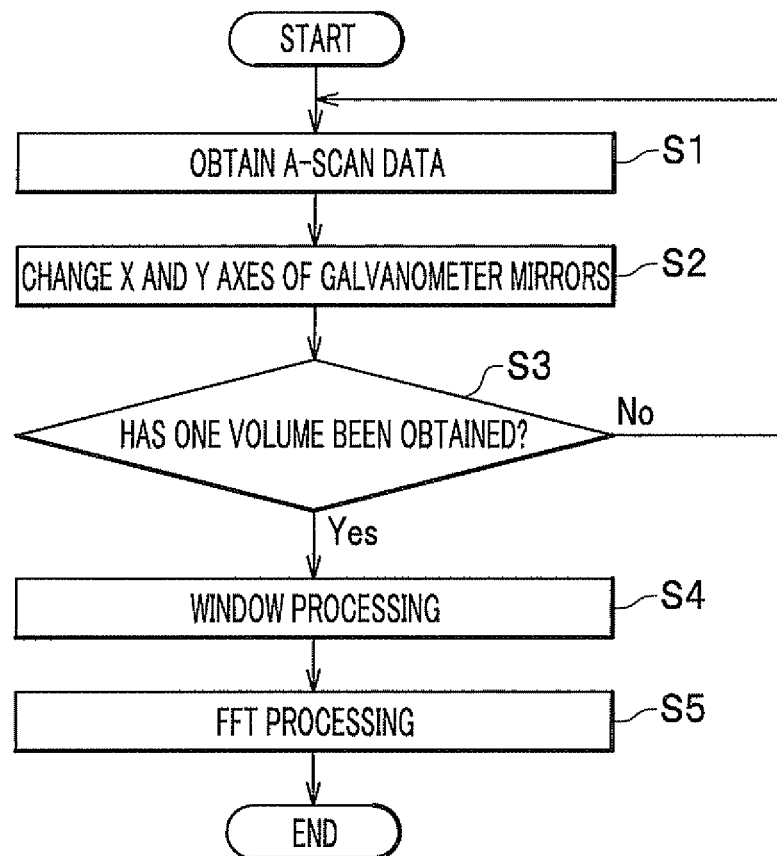 START
OBTAIN A-SCAN DATA
S1
CHANGE X AND Y AXES OF GALVANOMETER MIRRORS
S2
S3
HAS ONE VOLUME BEEN OBTAINED?
No
Yes
WINDOW PROCESSING
S4
FFT PROCESSING
S5
END